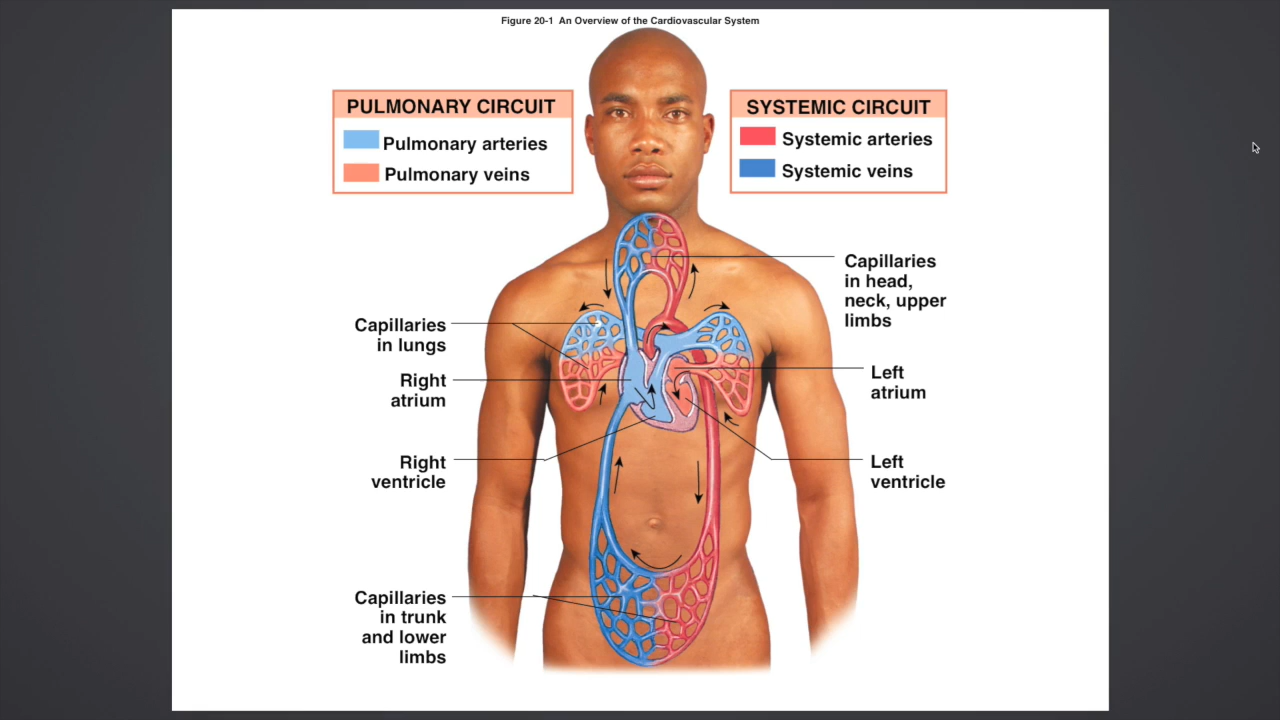 Figure 20-1 An Overview of the Cardiovascular System
PULMONARY CIRCUIT
Pulmonary arteries
Pulmonary veins
SYSTEMIC CIRCUIT
Systemic arteries
Systemic veins
Capillaries
in head,
neck, upper
limbs
Capillaries
in lungs
Right
atrium
Left
atrium
Right
ventricle
Left
ventricle
Capillaries
in trunk
and lower
limbs